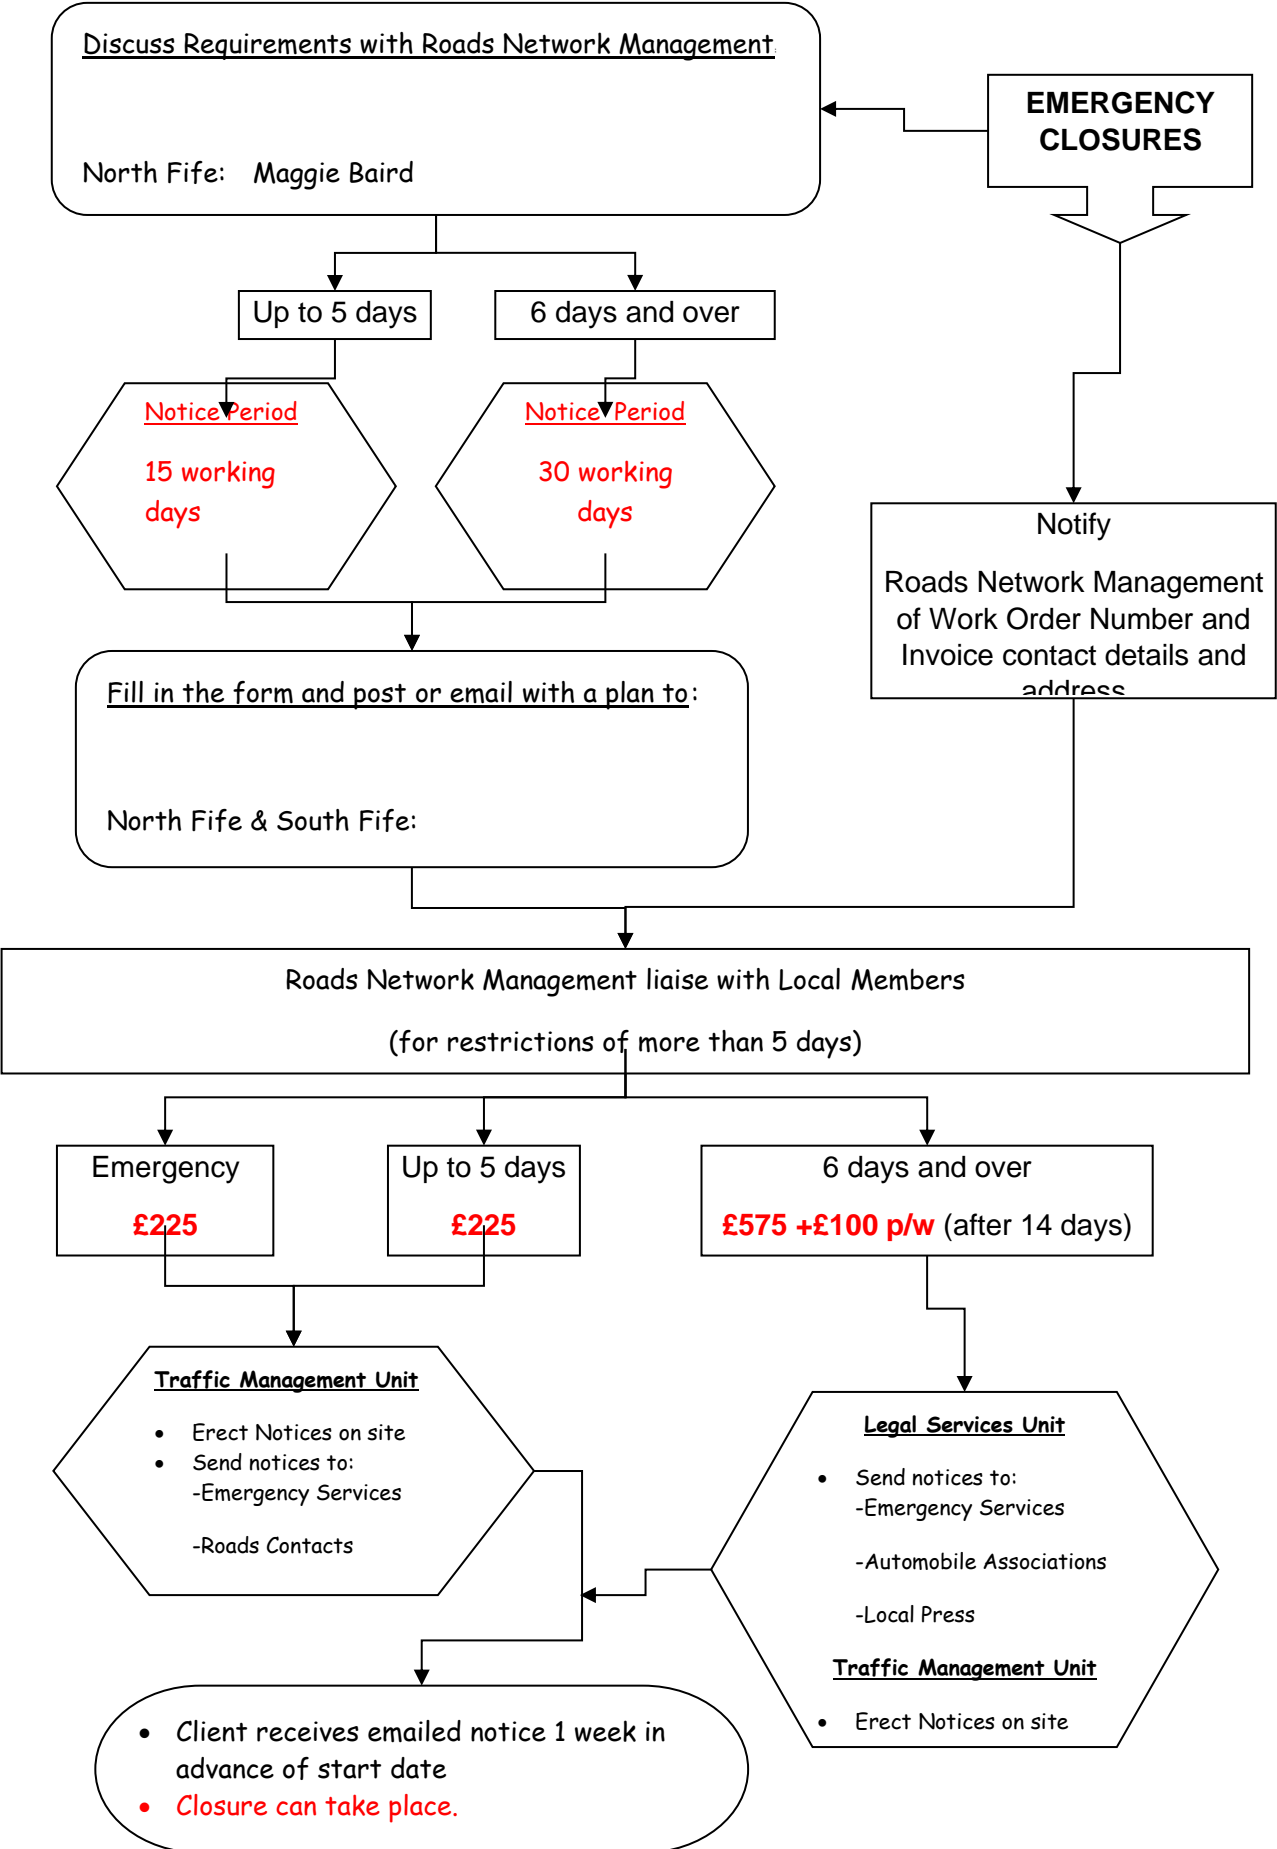 Discuss Requirements with Roads Network Management:
North Fife: Maggie Baird
EMERGENCY
CLOSURES
Up to 5 days
6 days and over
Notice Period
15 working
days
Notice Period
30 working
days
Notify
Roads Network Management
of Work Order Number and
Invoice contact details and
address
Fill in the form and post or email with a plan to:
North Fife & South Fife:
Roads Network Management liaise with Local Members
(for restrictions of more than 5 days)
Emergency
£225
Up to 5 days
£225
6 days and over
£575 +£100 p/w (after 14 days)
Traffic Management Unit
• Erect Notices on site
• Send notices to:
-Emergency Services
-Roads Contacts
Legal Services Unit
• Send notices to:
-Emergency Services
-Automobile Associations
-Local Press
Traffic Management Unit
• Erect Notices on site
• Client receives emailed notice 1 week in
advance of start date
• Closure can take place.